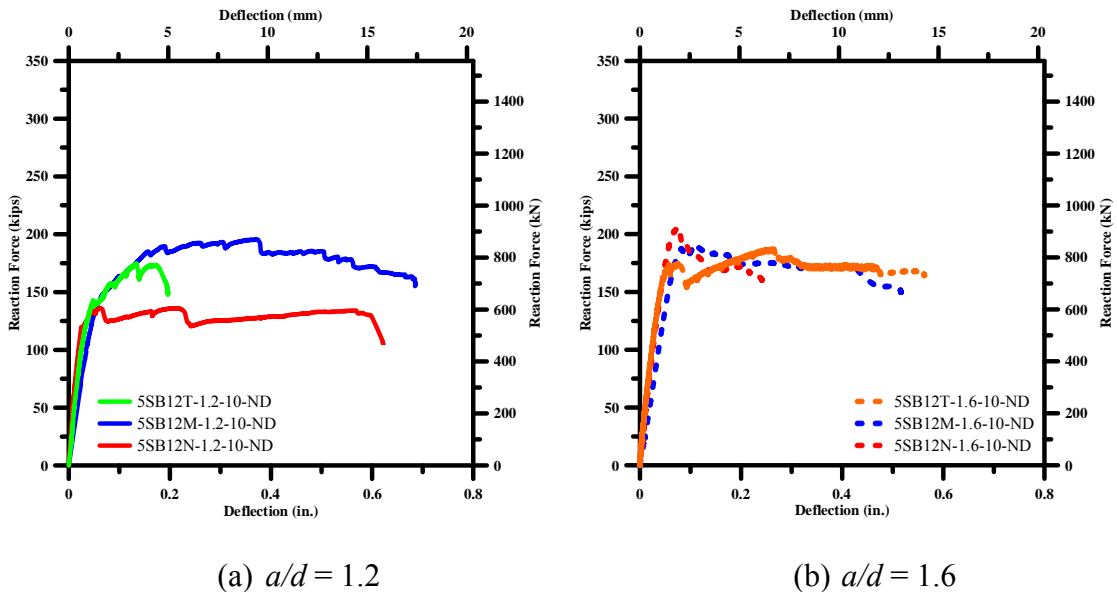 Deflection (mm)
0 5 10 15 20
350
300
250
200
150
100
50
0
Reaction Force (kips)
1400
1200
1000
800
600
400
200
0
Reaction Force (kN)
5SB12T-1.2-10-ND
5SB12M-1.2-10-ND
5SB12N-1.2-10-ND
0 0.2 0.4 0.6 0.8
Deflection (in.)
(a) a/d = 1.2
Deflection (mm)
0 5 10 15 20
350
300
250
200
150
100
50
0
Reaction Force (kips)
1400
1200
1000
800
600
400
200
0
Reaction Force (kN)
5SB12T-1.6-10-ND
5SB12M-1.6-10-ND
5SB12N-1.6-10-ND
0 0.2 0.4 0.6 0.8
Deflection (in.)
(b) a/d = 1.6